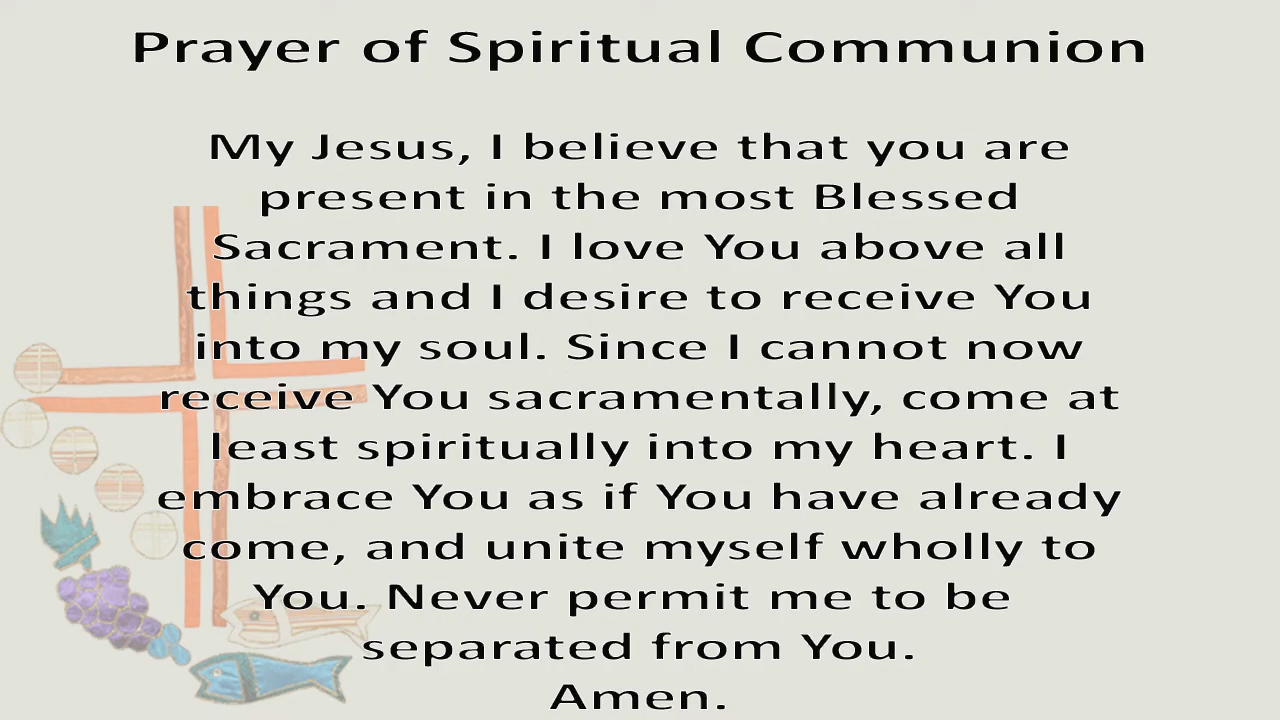 Prayer of Spiritual Communion
My Jesus, I believe that you are
present in the most Blessed
Sacrament. I love You above all
things and I desire to receive You
into my soul. Since I cannot now
receive You sacramentally, come at
least spiritually into my heart. I
embrace You as if You have already
come, and unite myself wholly to
You. Never permit me to be
separated from You.
Amen.